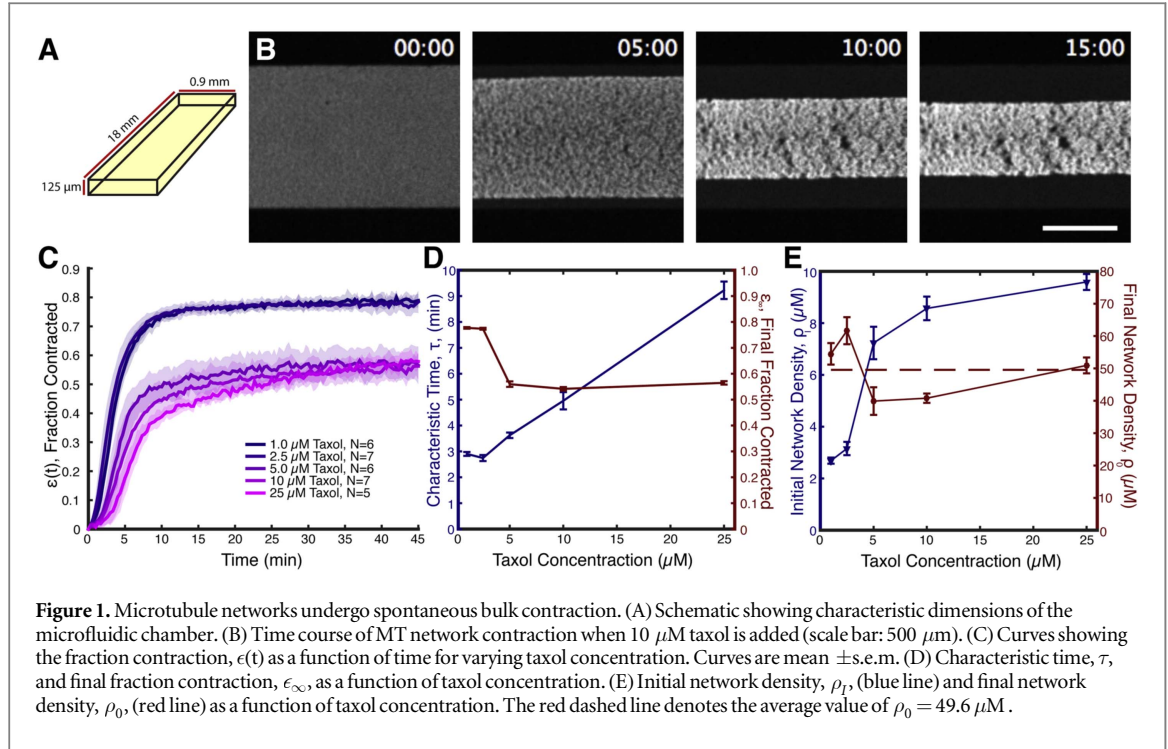 A
0.9 mm
18 mm
125 µm
B
00:00
05:00
10:00
15:00
C
ε(t), Fraction Contracted
0.9
0.8
0.7
0.6
0.5
0.4
0.3
0.2
0.1
0
0 5 10 15 20 25 30 35 40 45
Time (min)
1.0 µM Taxol, N=6
2.5 µM Taxol, N=7
5.0 µM Taxol, N=6
10 µM Taxol, N=7
25 µM Taxol, N=5
D
Characteristic Time, τ, (min)
10
9
8
7
6
5
4
3
2
1
0
0 5 10 15 20 25
Taxol Concentration (µM)
1.0
0.9
0.8
0.7
0.6
0.5
0.4
0.3
0.2
0.1
0
ε∞, Final Fraction Contracted
E
Initial Network Density, ρI (µM)
10
8
6
4
2
0
0 5 10 15 20 25
Taxol Concentration (µM)
80
70
60
50
40
30
20
10
0
Final Network Density, ρ0 (µM)
Figure 1. Microtubule networks undergo spontaneous bulk contraction. (A) Schematic showing characteristic dimensions of the
microfluidic chamber. (B) Time course of MT network contraction when 10 µM taxol is added (scale bar: 500 µm). (C) Curves showing
the fraction contraction, ϵ(t) as a function of time for varying taxol concentration. Curves are mean ±s.e.m. (D) Characteristic time, τ,
and final fraction contraction, ϵ∞, as a function of taxol concentration. (E) Initial network density, ρI, (blue line) and final network
density, ρ0, (red line) as a function of taxol concentration. The red dashed line denotes the average value of ρ0 = 49.6 µM.